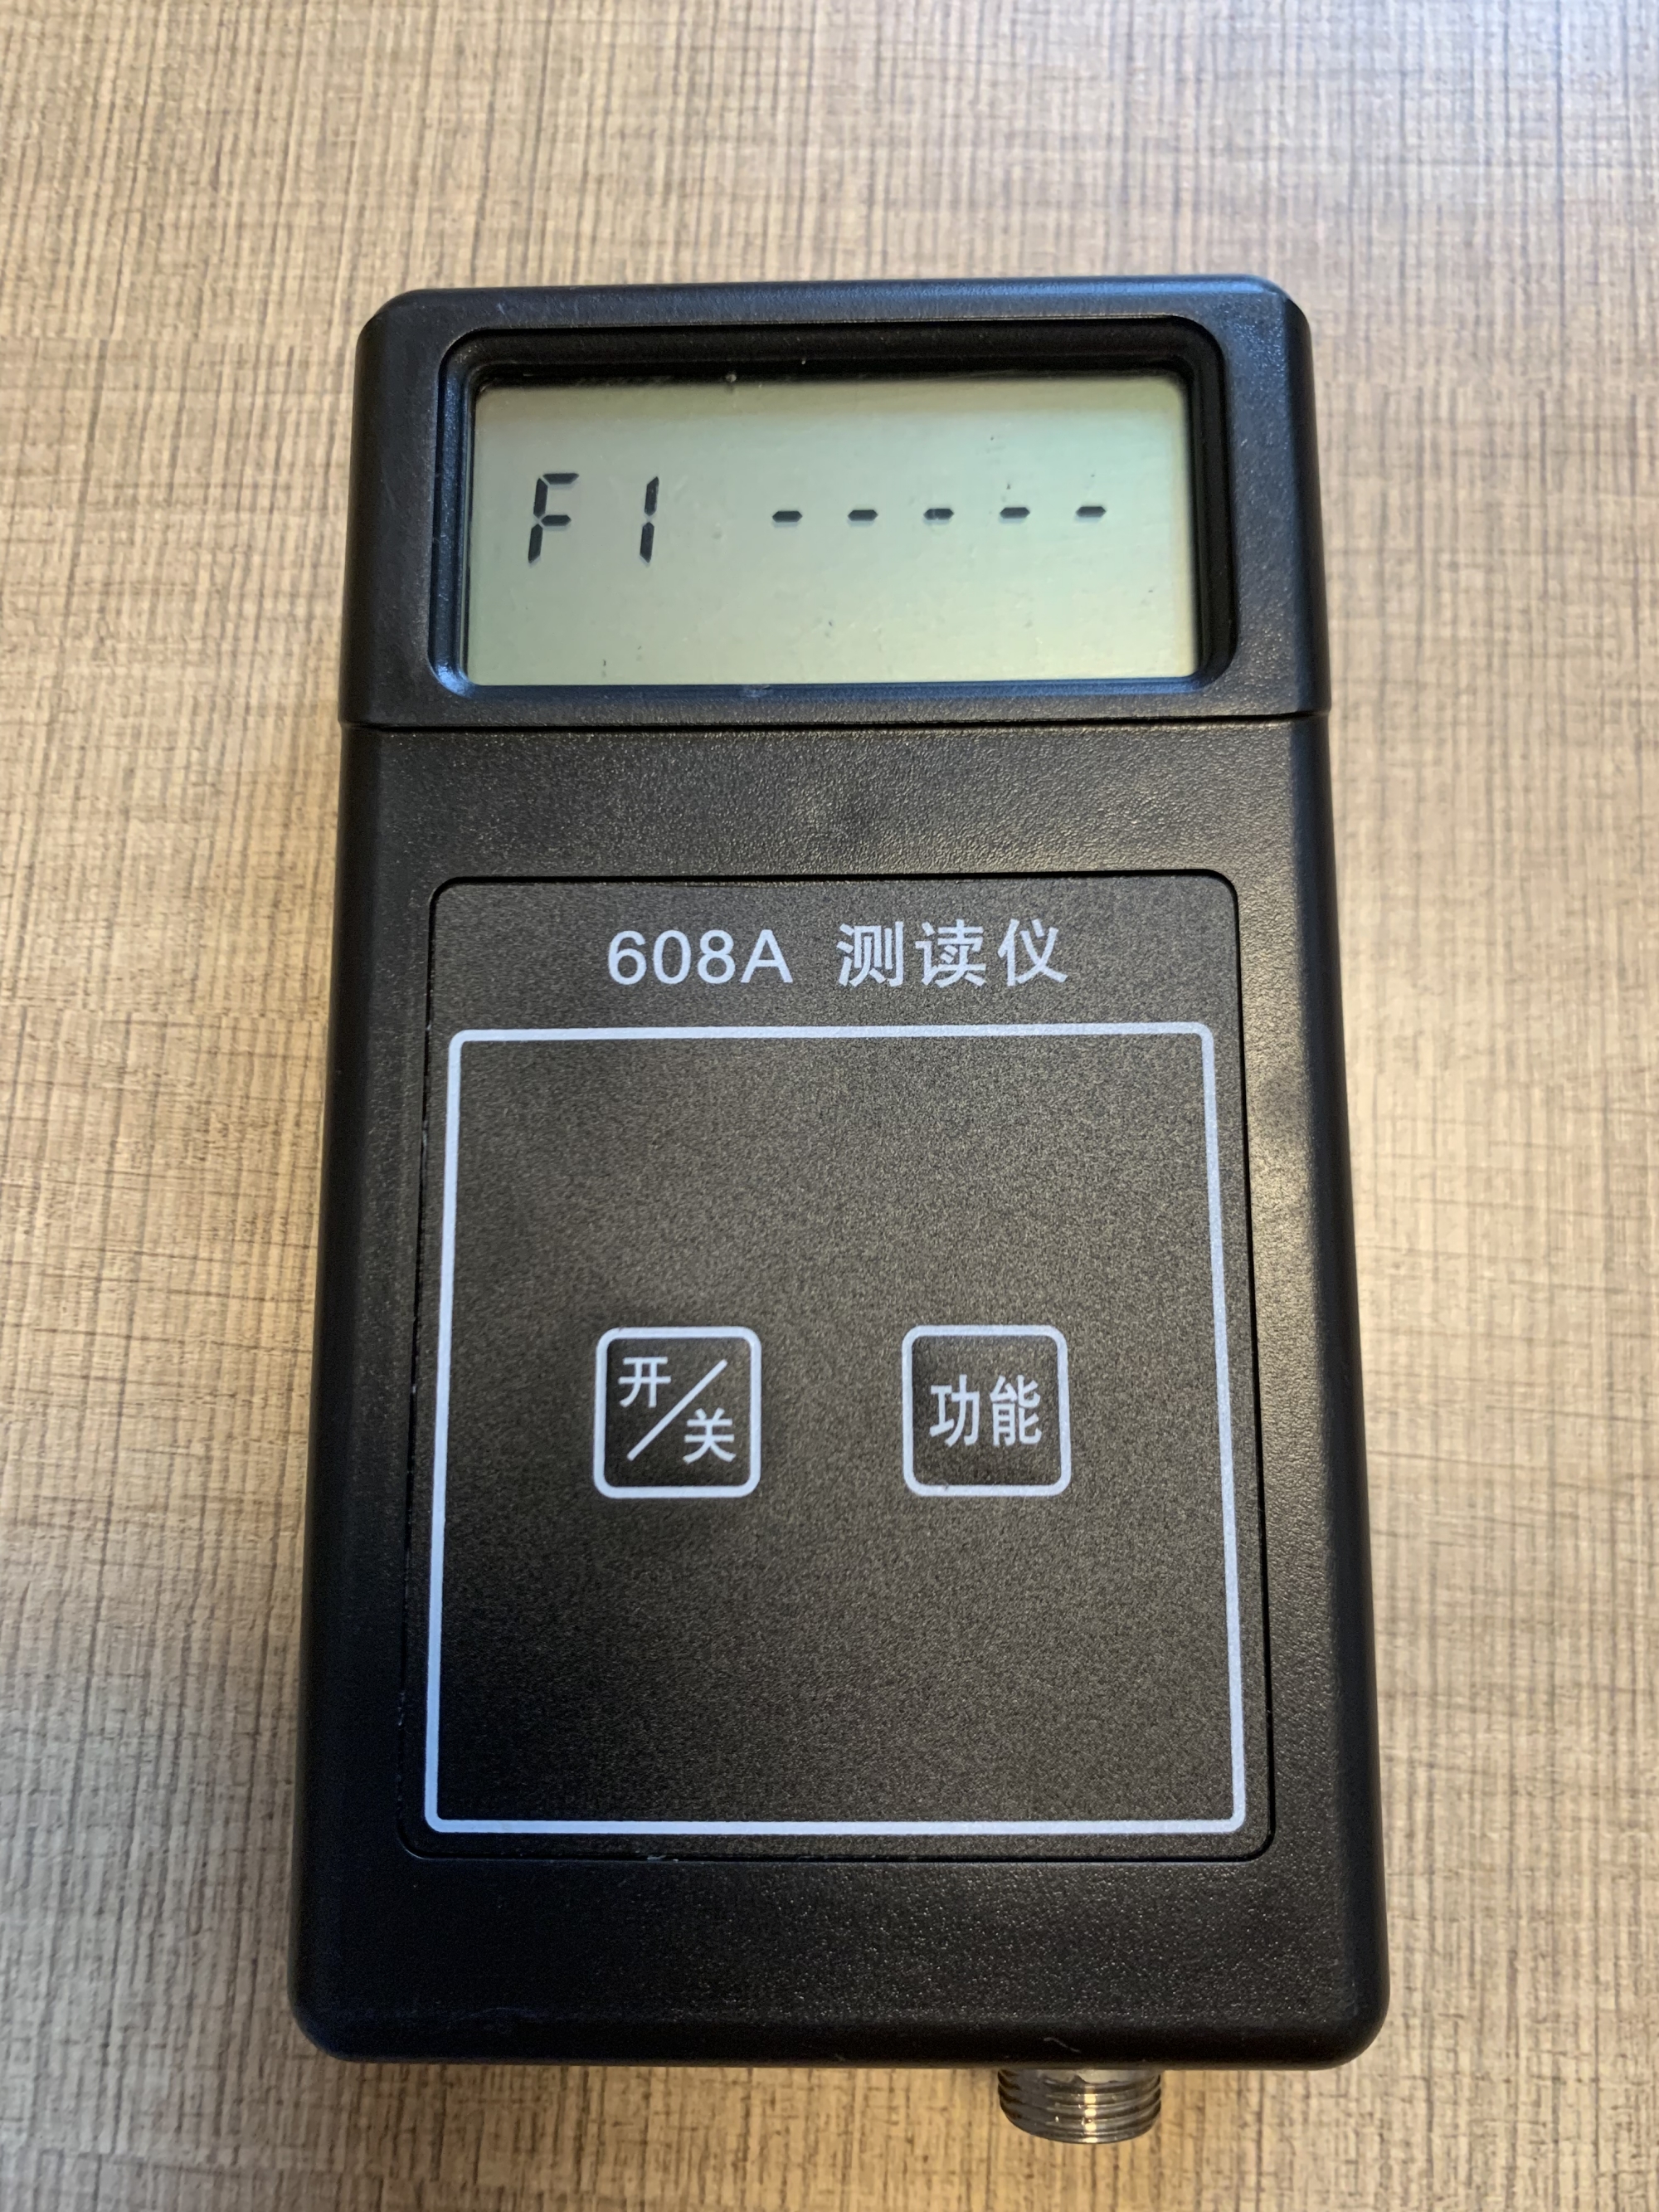 F1 -----
608A 测读仪
开/关 功能